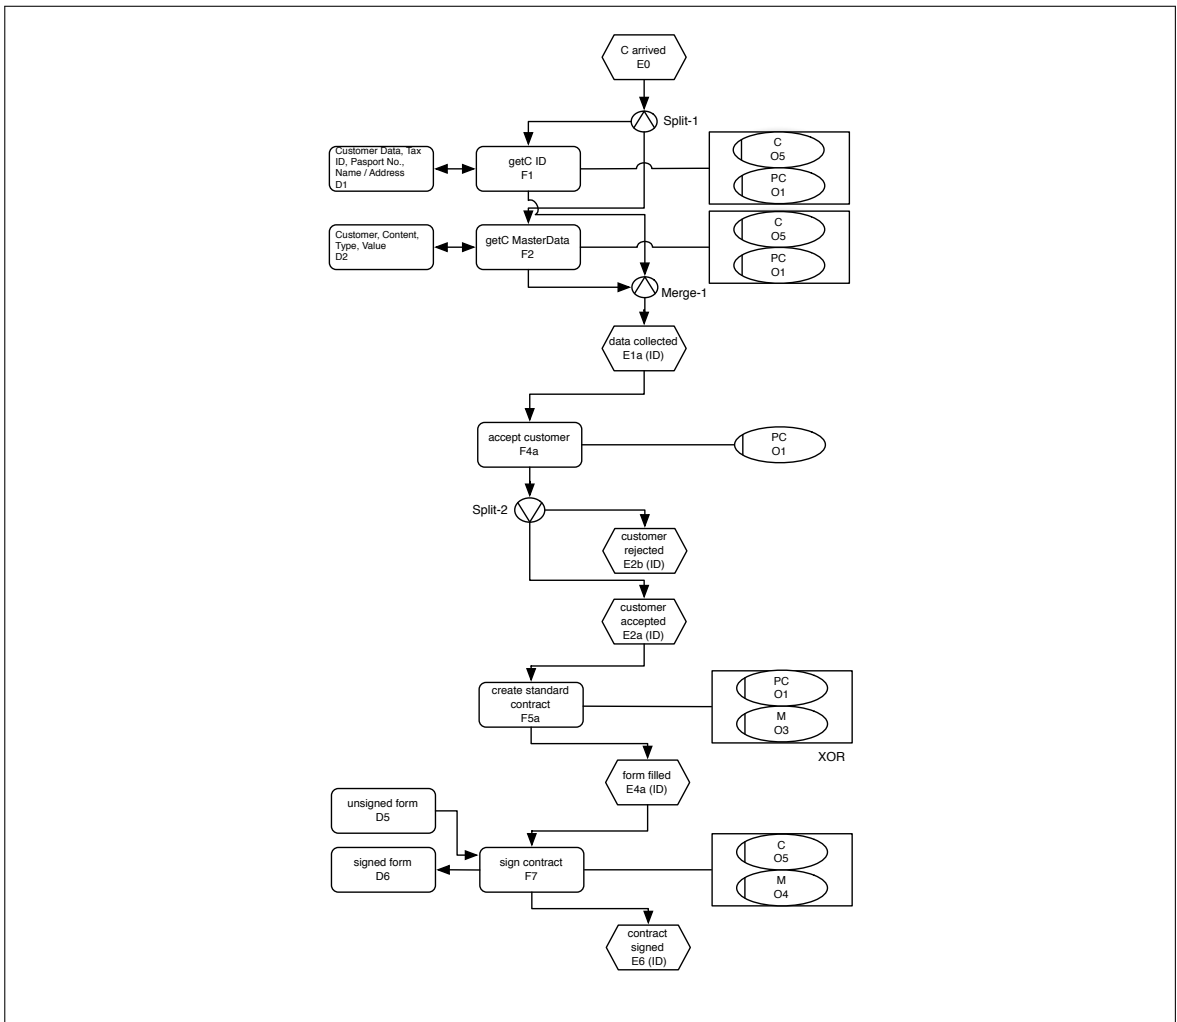 C arrived
E0
Split-1
Customer Data, Tax
ID, Pasport No.,
Name / Address
D1
getC ID
F1
C
O5
PC
O1
Customer, Content,
Type, Value
D2
getC MasterData
F2
C
O5
PC
O1
Merge-1
data collected
E1a (ID)
accept customer
F4a
PC
O1
Split-2
customer
rejected
E2b (ID)
customer
accepted
E2a (ID)
create standard
contract
F5a
PC
O1
M
O3
XOR
form filled
E4a (ID)
unsigned form
D5
signed form
D6
sign contract
F7
C
O5
M
O4
contract
signed
E6 (ID)